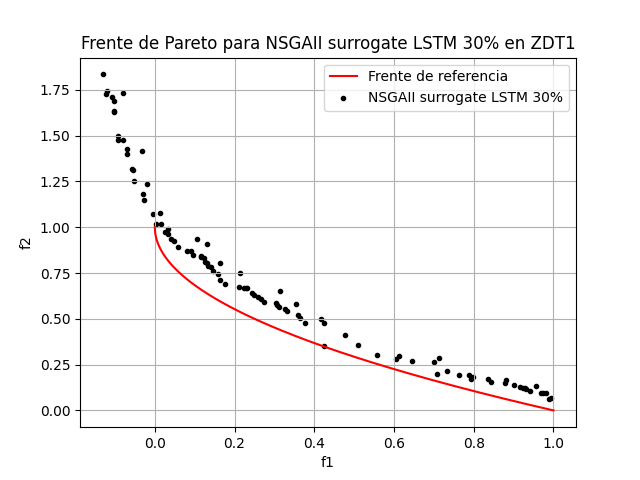 Frente de Pareto para NSGAII surrogate LSTM 30% en ZDT1
Frente de referencia
NSGAII surrogate LSTM 30%
f2
1.75
1.50
1.25
1.00
0.75
0.50
0.25
0.00
0.0 0.2 0.4 0.6 0.8 1.0
f1